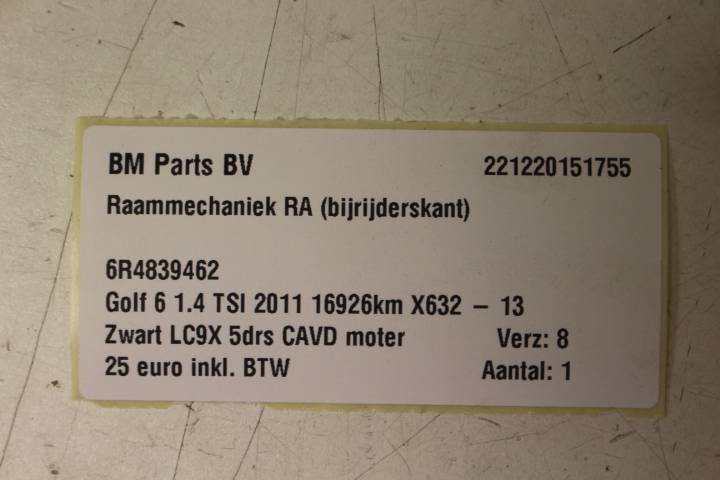 BM Parts BV 221220151755
Raammechaniek RA (bijrijderskant)
6R4839462
Golf 6 1.4 TSI 2011 16926km X632 – 13
Zwart LC9X 5drs CAVD moter Verz: 8
25 euro inkl. BTW Aantal: 1